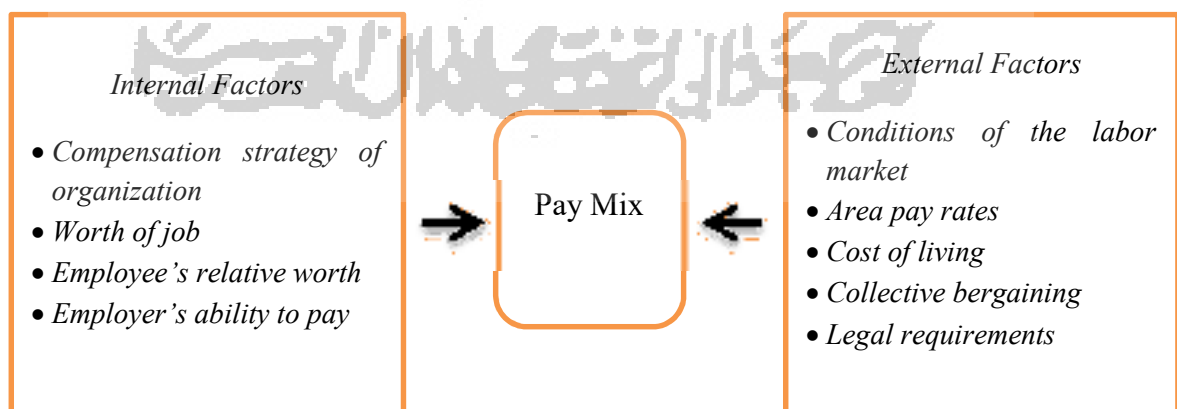 Internal Factors
• Compensation strategy of
organization
• Worth of job
• Employee's relative worth
• Employer's ability to pay
Pay Mix
External Factors
• Conditions of the labor
market
• Area pay rates
• Cost of living
• Collective bergaining
• Legal requirements